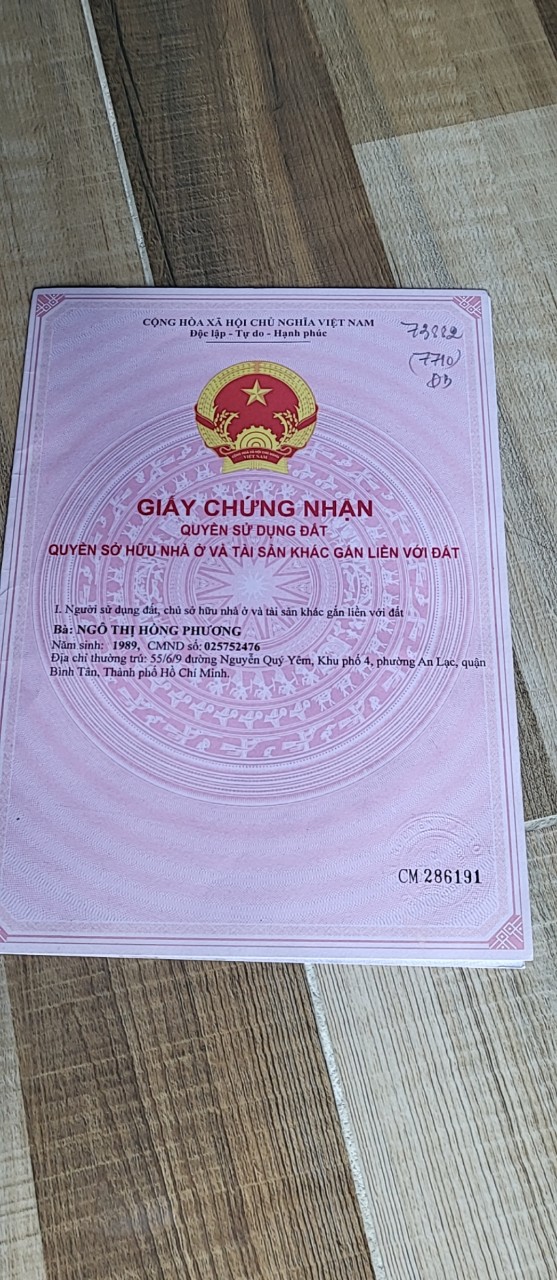 CỘNG HÒA XÃ HỘI CHỦ NGHĨA VIỆT NAM
Độc lập - Tự do - Hạnh phúc
(7710)
GIẤY CHỨNG NHẬN
QUYỀN SỬ DỤNG ĐẤT
QUYỀN SỞ HỮU NHÀ Ở VÀ TÀI SẢN KHÁC GẮN LIỀN VỚI ĐẤT
I. Người sử dụng đất, chủ sở hữu nhà ở và tài sản khác gắn liền với đất
Bà: NGÔ THỊ HỒNG PHƯƠNG
Năm sinh: 1989, CMND số: 025752476
Địa chỉ thường trú: 55/6/9 đường Nguyễn Quý Yêm, Khu phố 4, phường An Lạc, quận
Bình Tân, Thành phố Hồ Chí Minh.
CM 286191